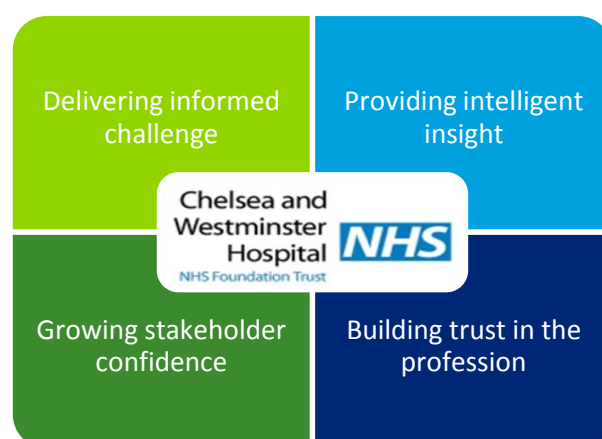 Delivering informed
challenge
Providing intelligent
insight
Chelsea and
Westminster
Hospital
NHS
NHS Foundation Trust
Growing stakeholder
confidence
Building trust in the
profession